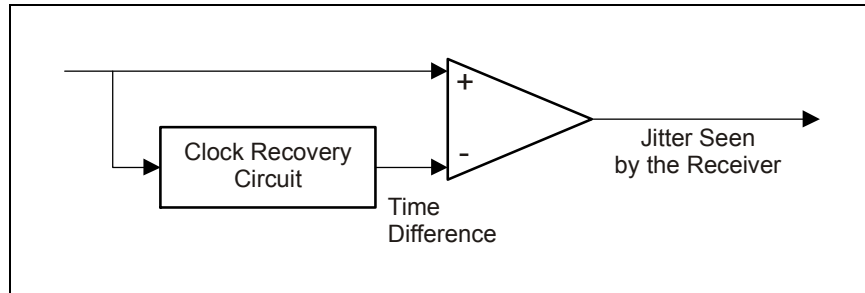 +
Clock Recovery
Circuit
-
Jitter Seen
by the Receiver
Time
Difference